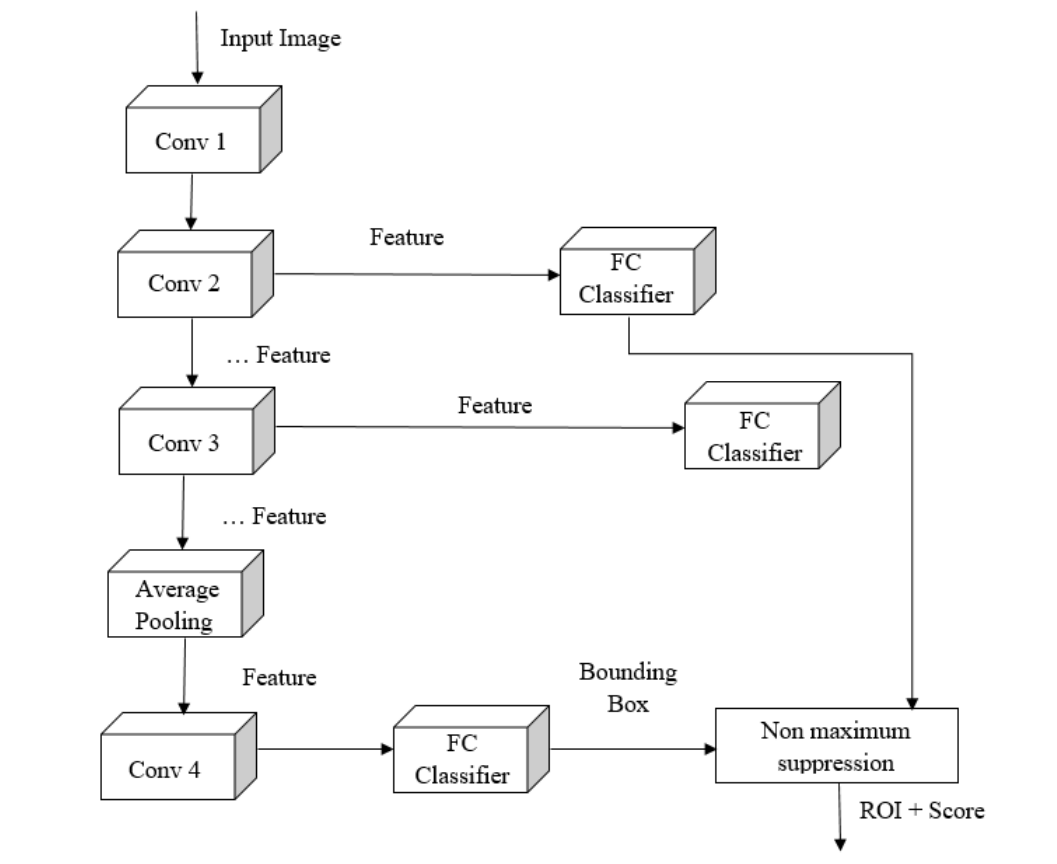 Input Image
Conv 1
Feature
Conv 2
FC
Classifier
… Feature
Feature
Conv 3
FC
Classifier
… Feature
Average
Pooling
Feature
Bounding
Box
Conv 4
FC
Classifier
Non maximum
suppression
ROI + Score